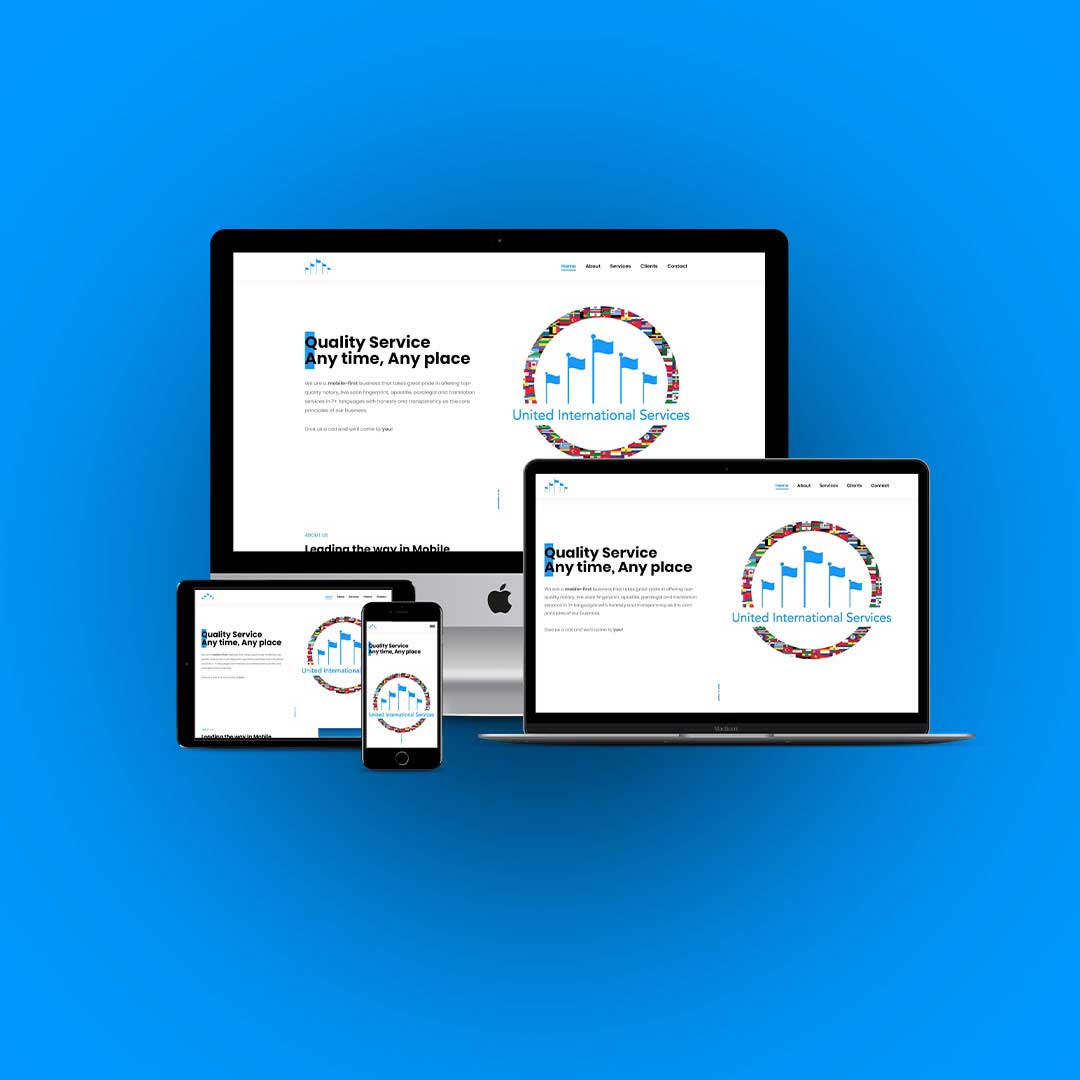 Home About Services Clients Contact
Quality Service
Any time, Any place
We are a mobile-first business that takes great pride in offering top-
quality notary, live scan fingerprint, apostille, paralegal and translation
services in 7+ languages with honesty and transparency as the core
principles of our business.
Give us a call and we'll come to you!
United International Services
ABOUT US
Leading the way in Mobile
Home About Services Clients Contact
Quality Service
Any time, Any place
We are a mobile-first business that takes great pride in offering top-
quality notary, live scan fingerprint, apostille, paralegal and translation
services in 7+ languages with honesty and transparency as the core
principles of our business.
Give us a call and we'll come to you!
United International Services
MacBook
Home About Services Clients Contact
Quality Service
Any time, Any place
United International
ABOUT US
Leading the way in Mobile
Quality Service
Any time, Any place
United International Services